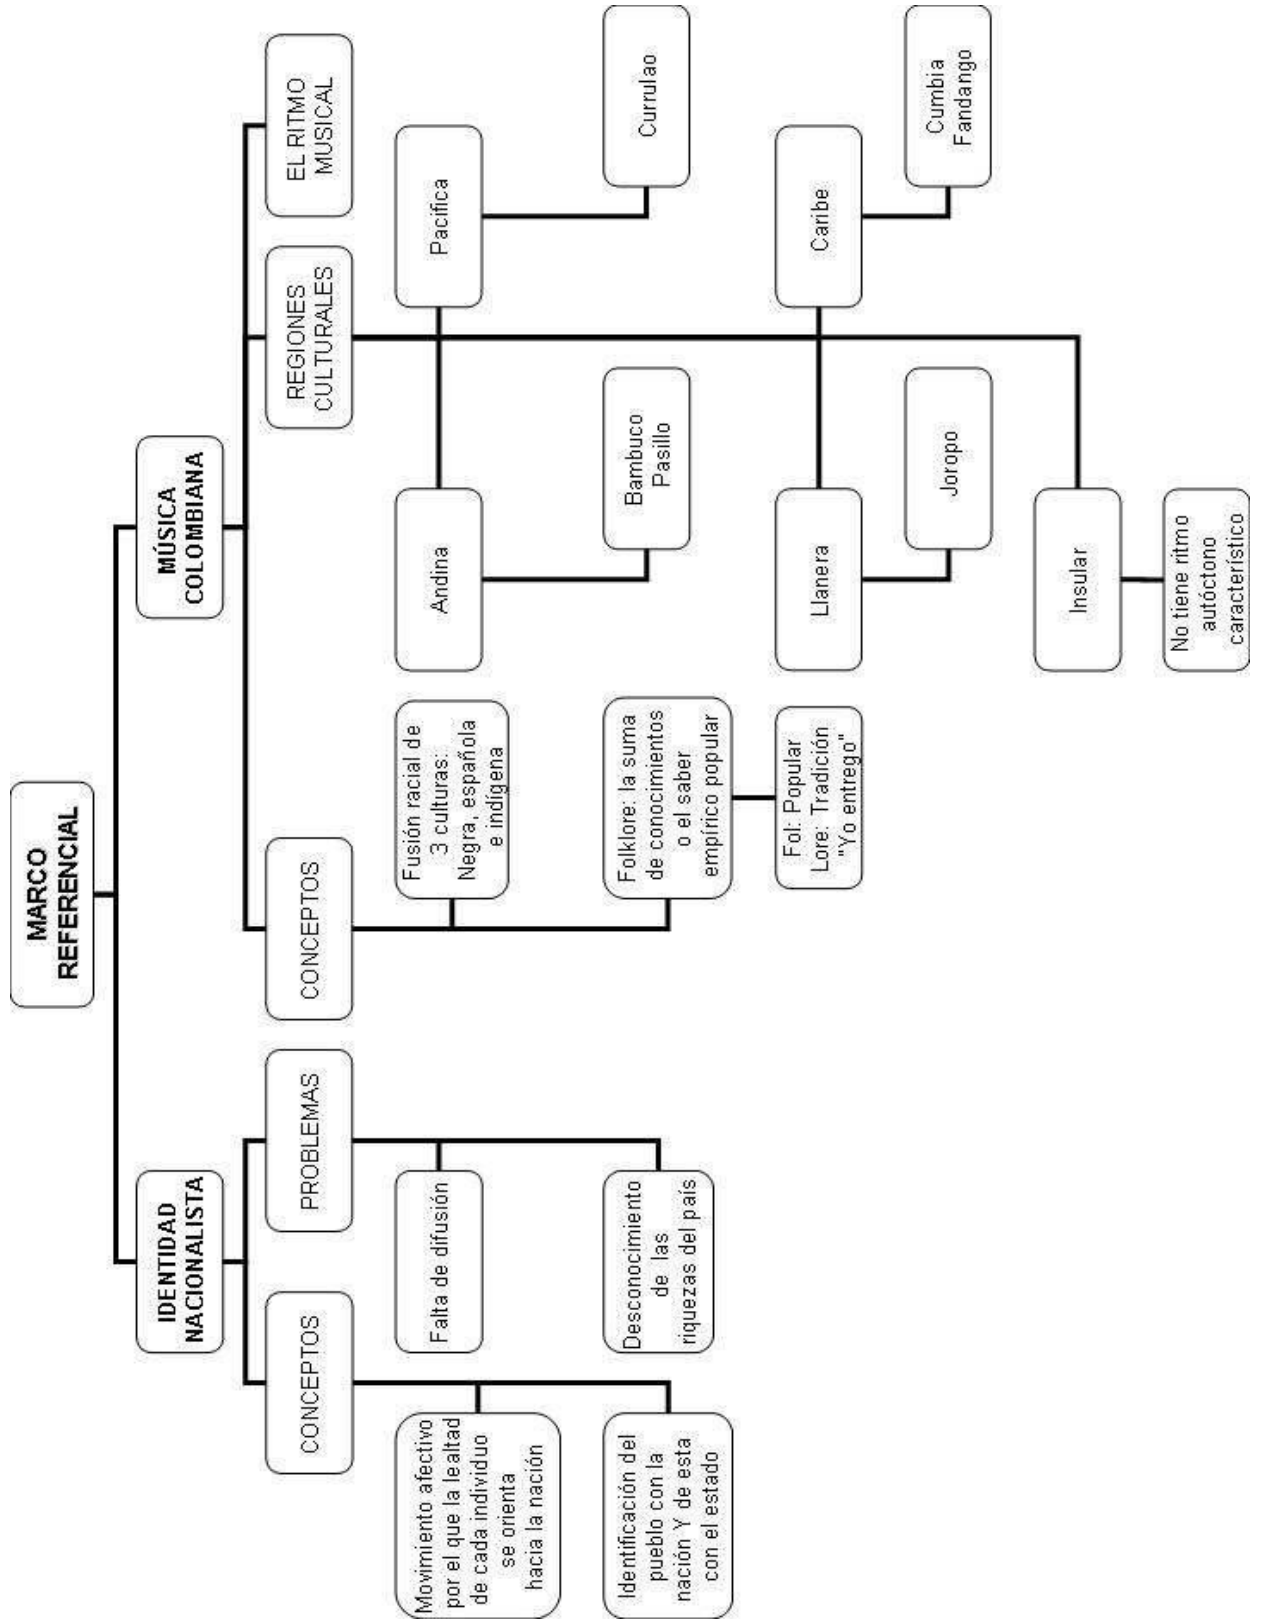 MARCO
REFERENCIAL
IDENTIDAD
NACIONALISTA
MÚSICA
COLOMBIANA
CONCEPTOS
PROBLEMAS
CONCEPTOS
REGIONES
CULTURALES
EL RITMO
MUSICAL
Movimiento afectivo
por el que la lealtad
de cada individuo
se orienta
hacia la nación
Identificación del
pueblo con la
nación Y de esta
con el estado
Falta de difusión
Desconocimiento
de las
riquezas del país
Fusión racial de
3 culturas:
Negra, española
e indígena
Folklore: la suma
de conocimientos
o el saber
empírico popular
Fol: Popular
Lore: Tradición
"Yo entrego"
Andina
Bambuco
Pasillo
Pacífica
Currulao
Llanera
Joropo
Caribe
Cumbia
Fandango
Insular
No tiene ritmo
autóctono
característico